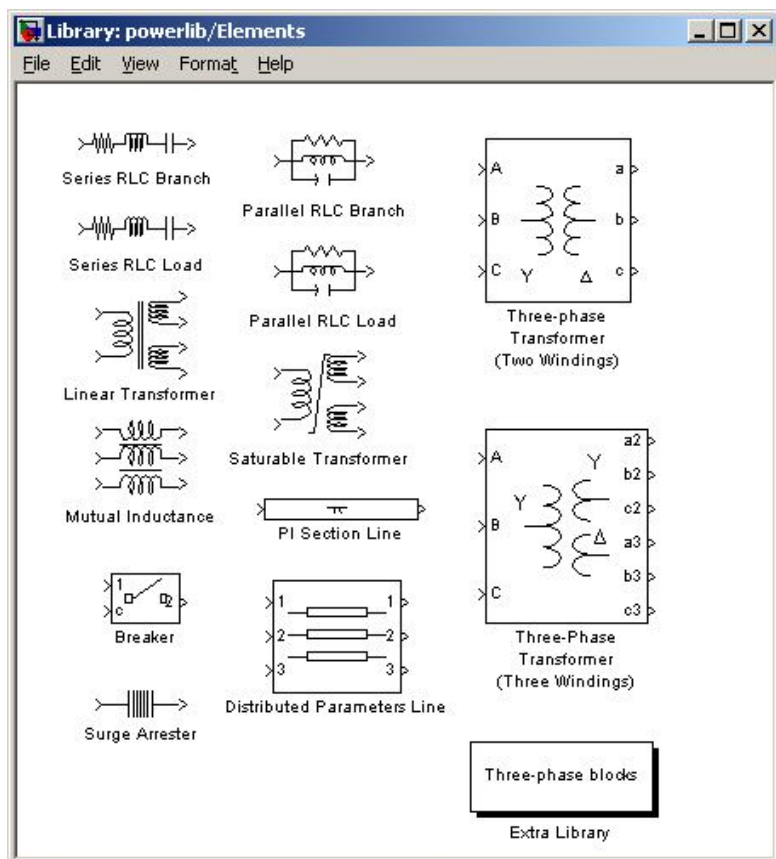 Library: powerlib/Elements
File Edit View Format Help
Series RLC Branch
Series RLC Load
Linear Transformer
Mutual Inductance
1
c
2
Breaker
Surge Arrester
Parallel RLC Branch
Parallel RLC Load
Saturable Transformer
PI Section Line
1 1
2 2
3 3
Distributed Parameters Line
A a
B b
C Y Δ c
Three-phase
Transformer
(Two Windings)
a2
A Y b2
Y c2
B Δ a3
b3
C c3
Three-Phase
Transformer
(Three Windings)
Three-phase blocks
Extra Library